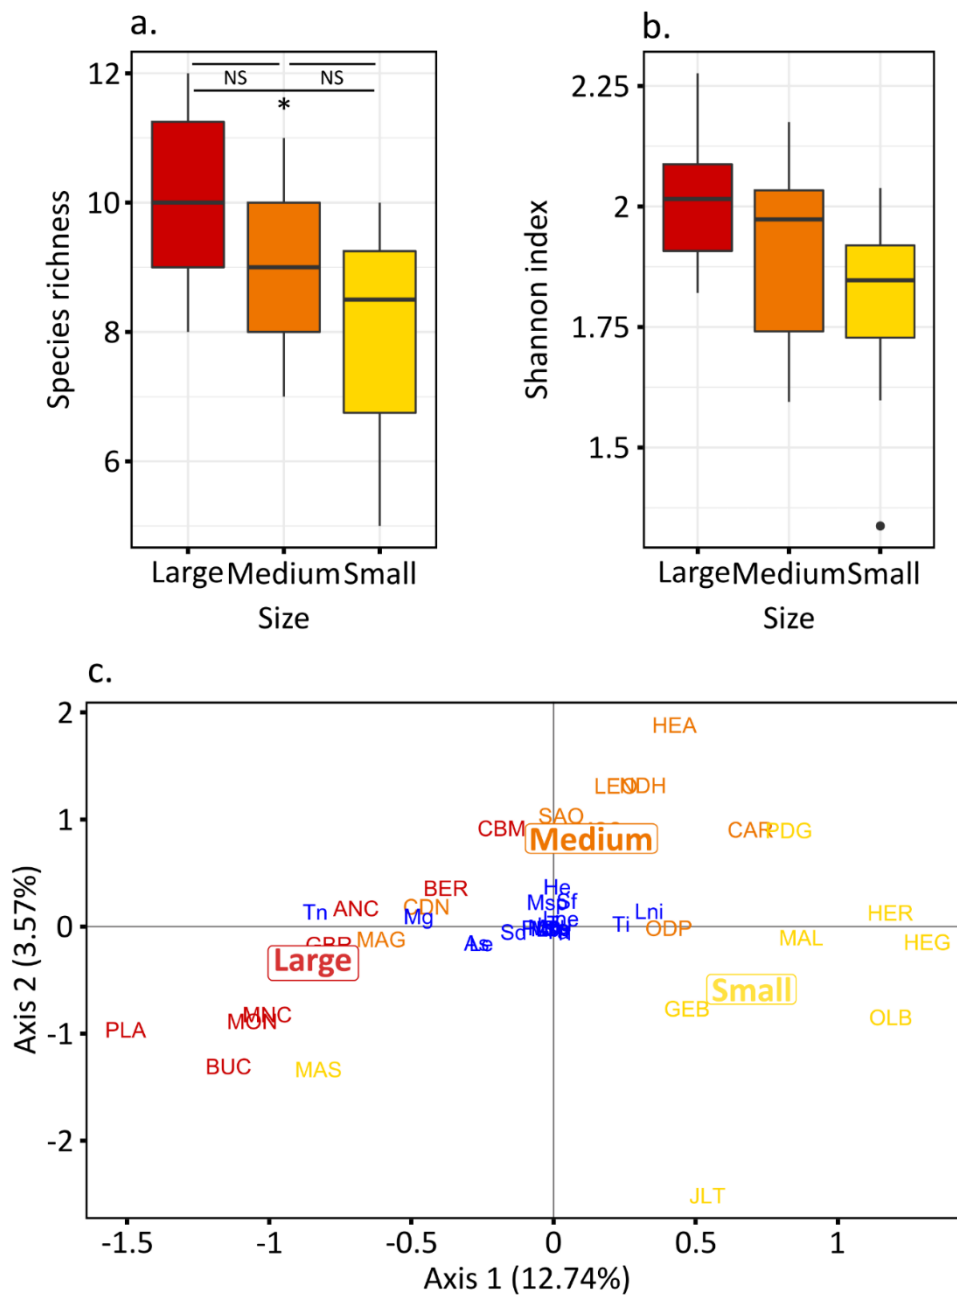 a.
12
10
8
6
NS
NS
*
Species richness
Large Medium Small
Size
b.
2.25
2
1.75
1.5
Shannon index
Large Medium Small
Size
c.
2
1
0
-1
-2
Axis 2 (3.57%)
HEA
NDH
SAO
CBM
Medium
CAR
PDG
BER
He
Msp
Sf
Tn
ANC
CDN
Mg
Lni
HER
Ti
ODP
Sd
MAG
As
Le
MAL
HEG
Large
Small
GEB
OLB
MNC
MON
PLA
BUC
MAS
JLT
-1.5
-1
-0.5
0
0.5
1
Axis 1 (12.74%)